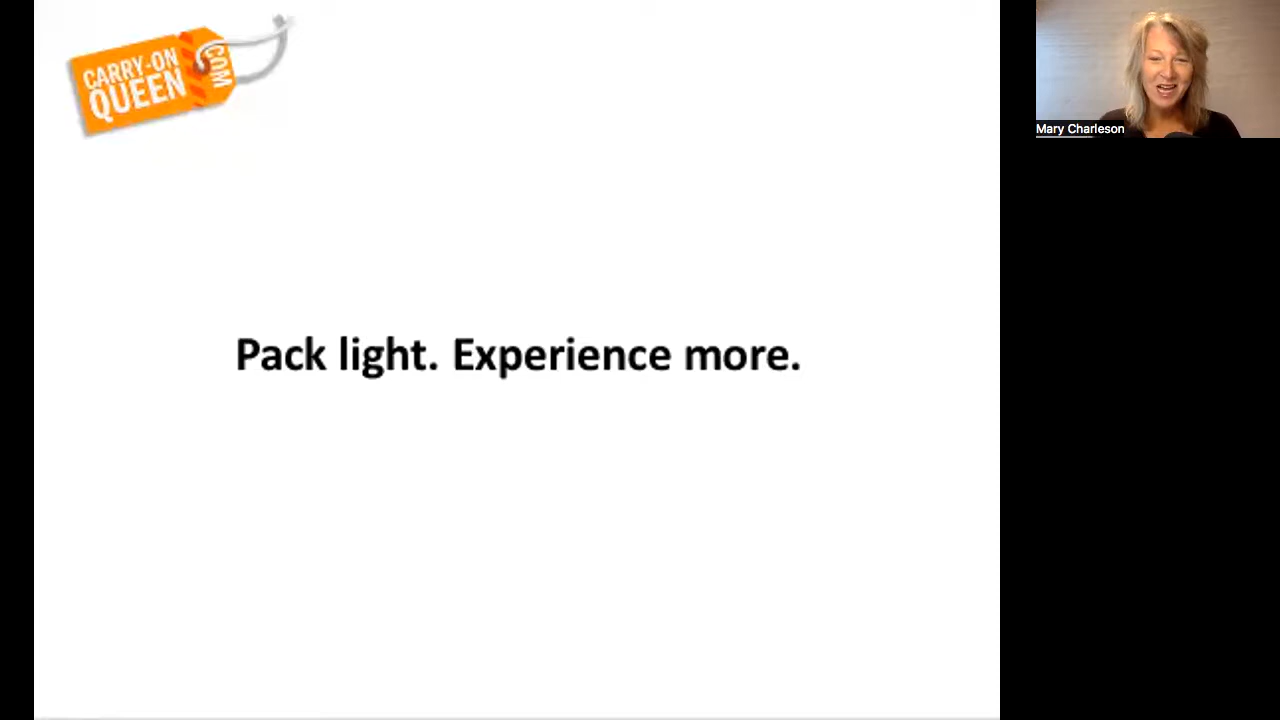 CARRY-ON
QUEEN
.COM
Mary Charleson
Pack light. Experience more.